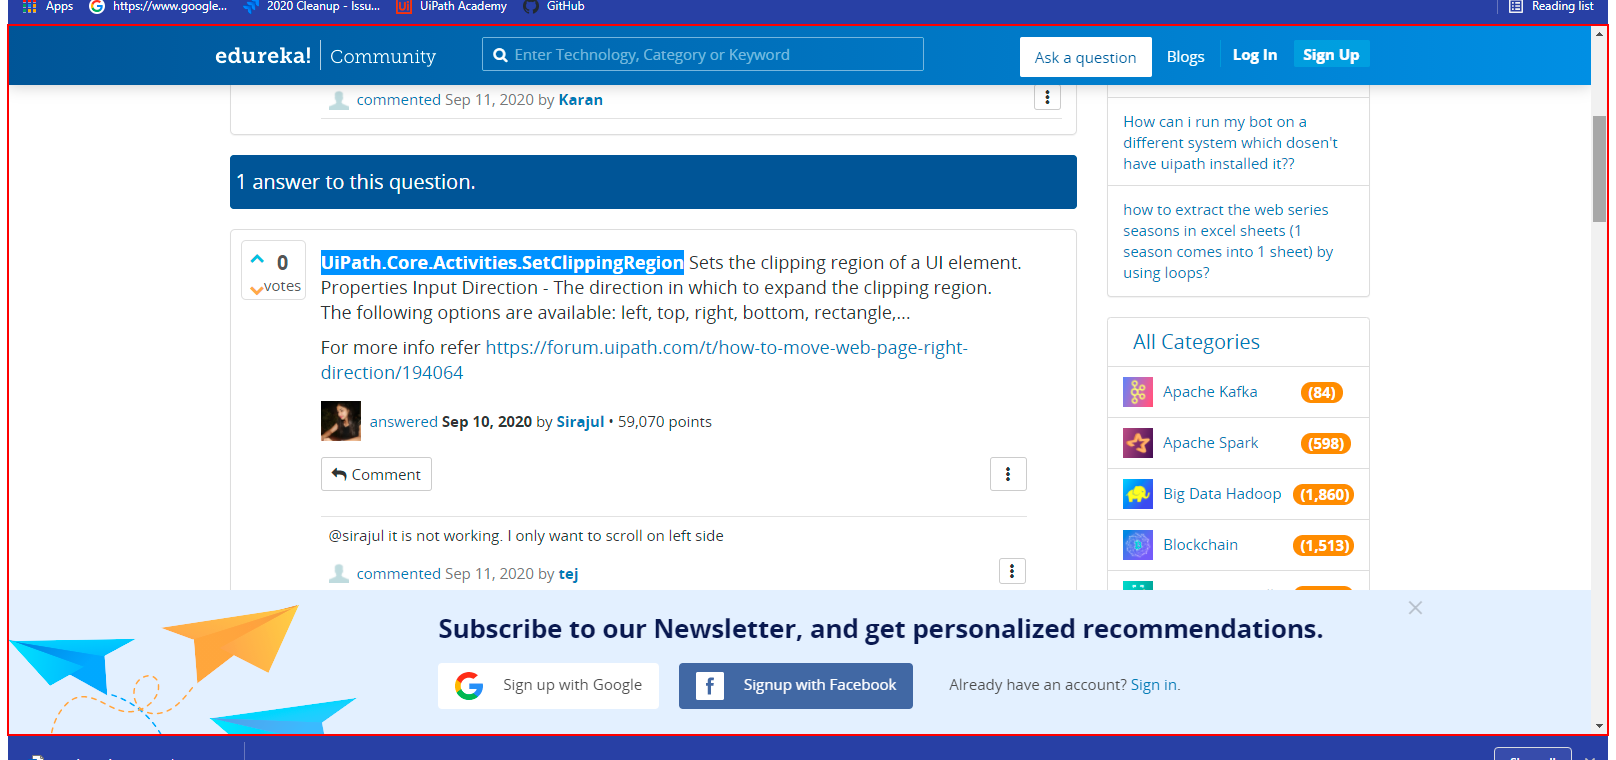 Apps https://www.google... 2020 Cleanup - Issu... UiPath Academy GitHub Reading list
edureka! Community Enter Technology, Category or Keyword Ask a question Blogs Log In Sign Up
commented Sep 11, 2020 by Karan
1 answer to this question.
0
votes
UiPath.Core.Activities.SetClippingRegion Sets the clipping region of a UI element.
Properties Input Direction - The direction in which to expand the clipping region.
The following options are available: left, top, right, bottom, rectangle,...
For more info refer https://forum.uipath.com/t/how-to-move-web-page-right-
direction/194064
answered Sep 10, 2020 by Sirajul • 59,070 points
Comment
@sirajul it is not working. I only want to scroll on left side
commented Sep 11, 2020 by tej
How can i run my bot on a
different system which dosen't
have uipath installed it??
how to extract the web series
seasons in excel sheets (1
season comes into 1 sheet) by
using loops?
All Categories
Apache Kafka (84)
Apache Spark (598)
Big Data Hadoop (1,860)
Blockchain (1,513)
Subscribe to our Newsletter, and get personalized recommendations.
Sign up with Google Signup with Facebook Already have an account? Sign in.